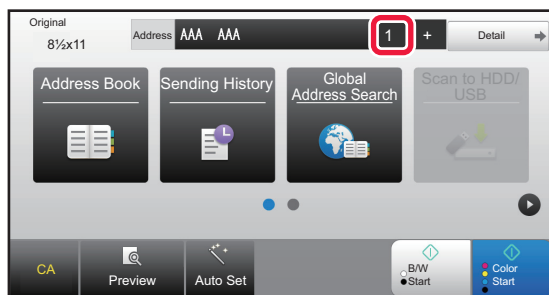 Original
8½x11
Address AAA AAA 1 + Detail
Address Book
Sending History
Global
Address Search
Scan to HDD/
USB
CA
Preview
Auto Set
B/W
Start
Color
Start